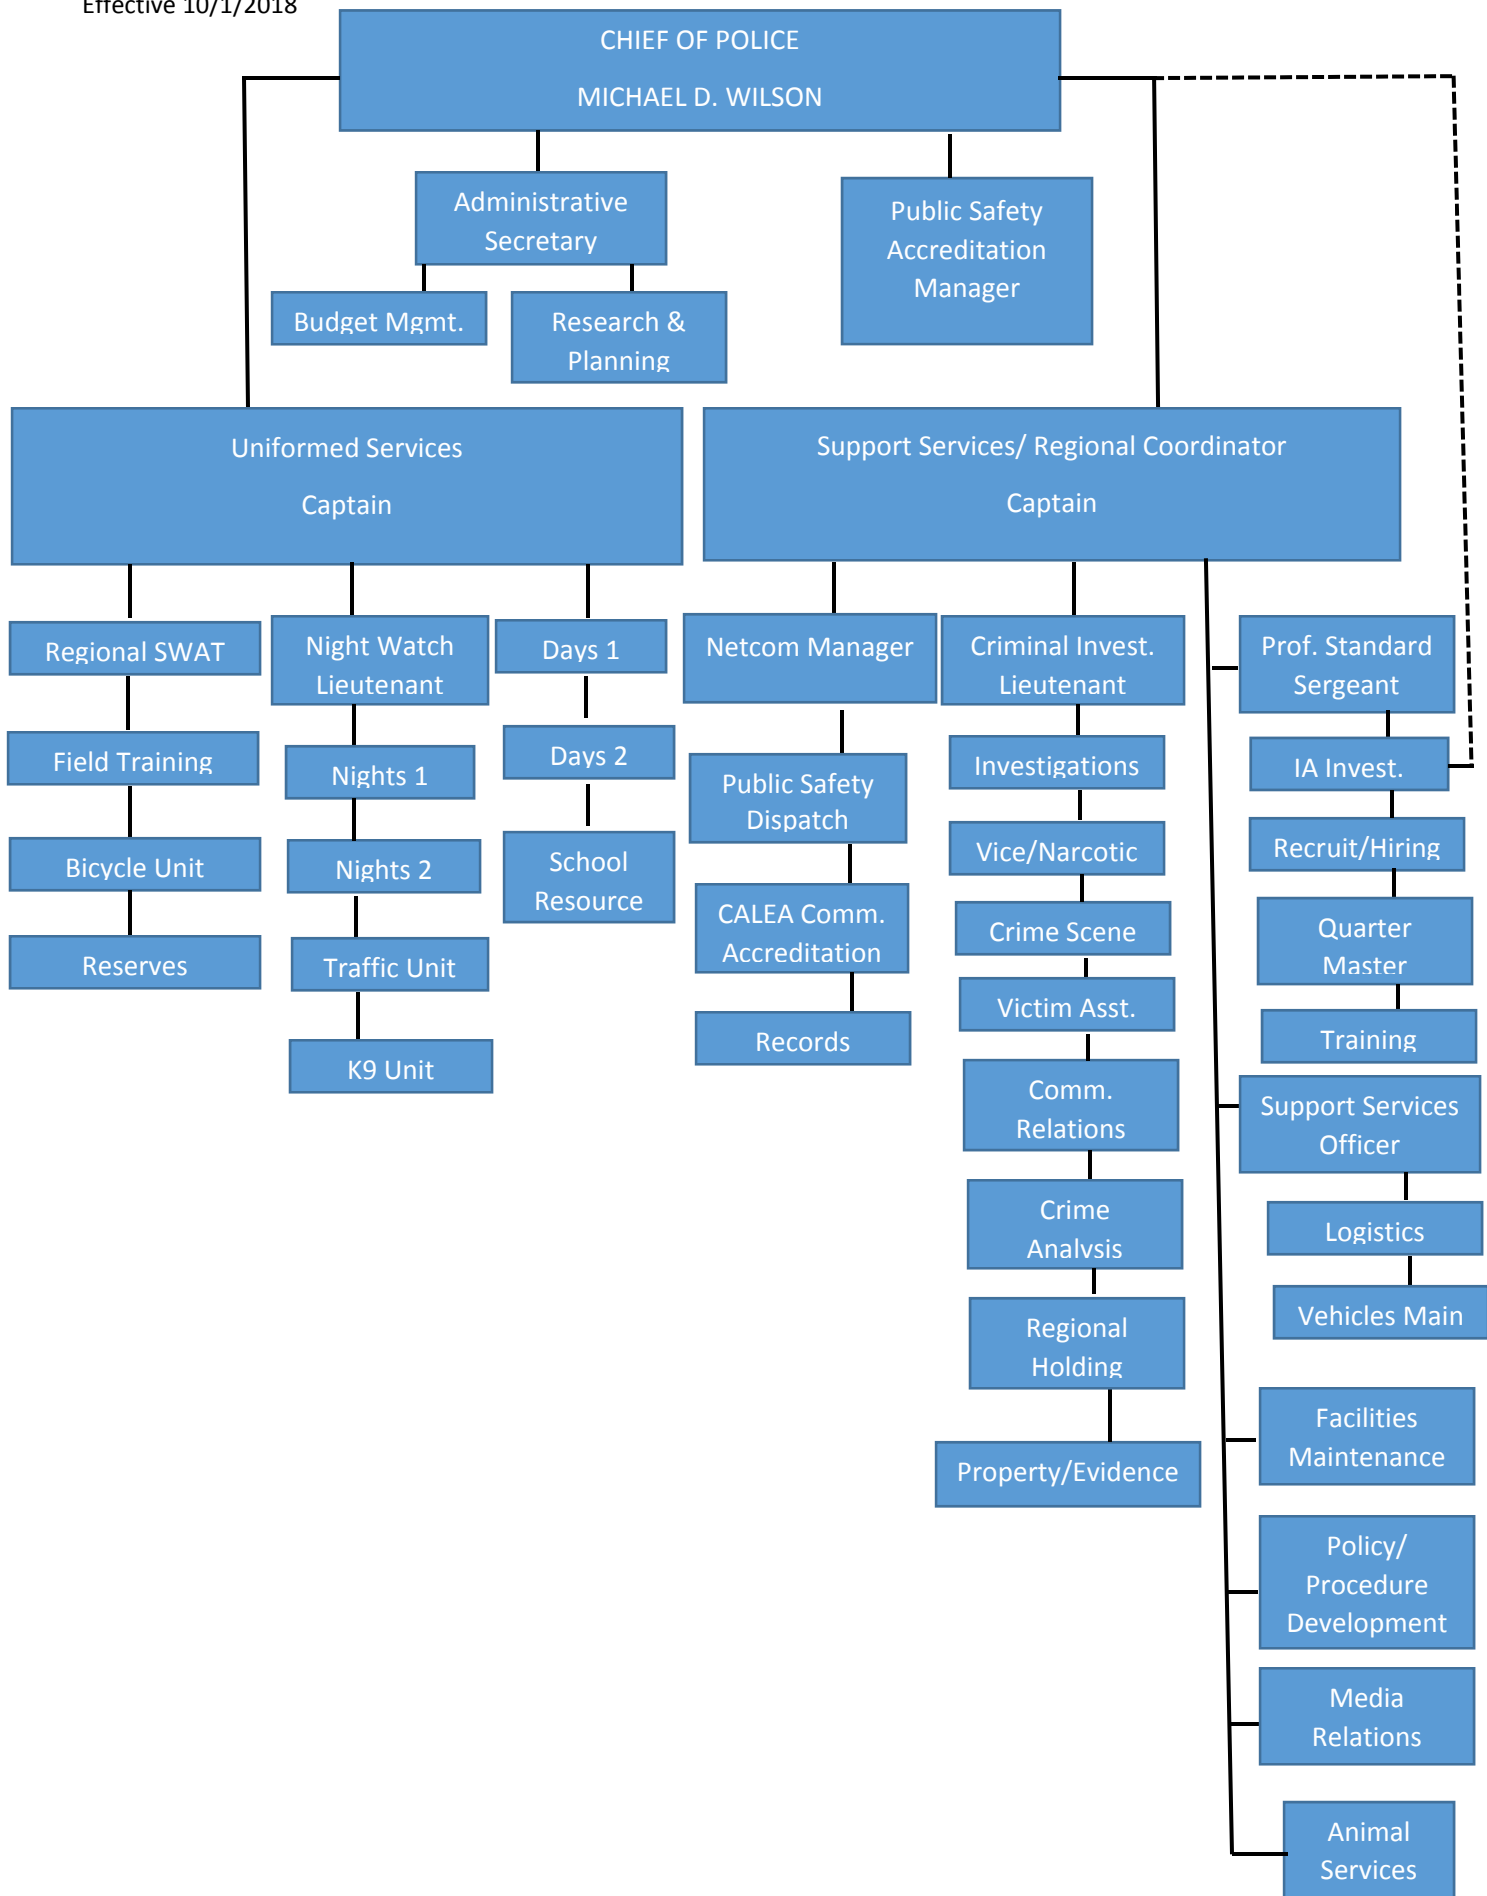 Effective 10/1/2018
CHIEF OF POLICE
MICHAEL D. WILSON
Administrative
Secretary
Public Safety
Accreditation
Manager
Budget Mgmt.
Research &
Planning
Uniformed Services
Captain
Support Services/ Regional Coordinator
Captain
Regional SWAT
Field Training
Bicycle Unit
Reserves
Night Watch
Lieutenant
Nights 1
Nights 2
Traffic Unit
K9 Unit
Days 1
Days 2
School
Resource
Netcom Manager
Public Safety
Dispatch
CALEA Comm.
Accreditation
Records
Criminal Invest.
Lieutenant
Investigations
Vice/Narcotic
Crime Scene
Victim Asst.
Comm.
Relations
Crime
Analysis
Regional
Holding
Property/Evidence
Prof. Standard
Sergeant
IA Invest.
Recruit/Hiring
Quarter
Master
Training
Support Services
Officer
Logistics
Vehicles Main
Facilities
Maintenance
Policy/
Procedure
Development
Media
Relations
Animal
Services